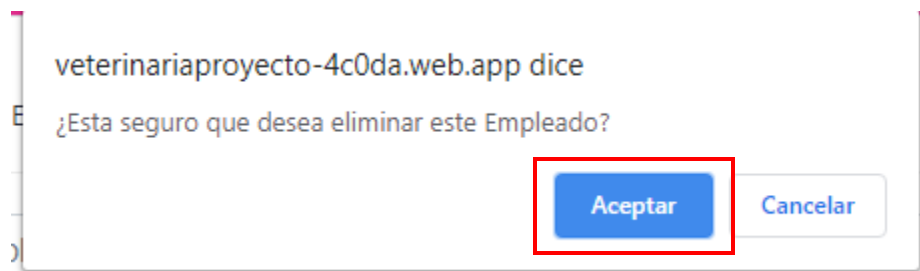 veterinariaproyecto-4c0da.web.app dice
¿Esta seguro que desea eliminar este Empleado?
Aceptar Cancelar